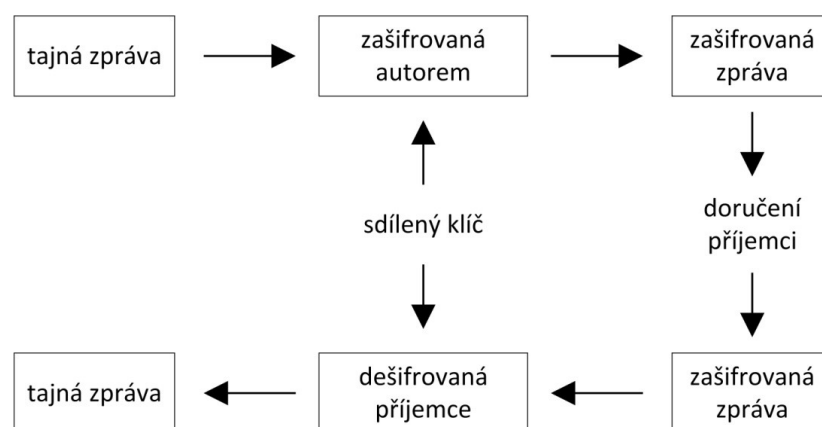 tajná zpráva
zašifrovaná
autorem
zašifrovaná
zpráva
sdílený klíč
doručení
příjemci
tajná zpráva
dešifrovaná
příjemce
zašifrovaná
zpráva